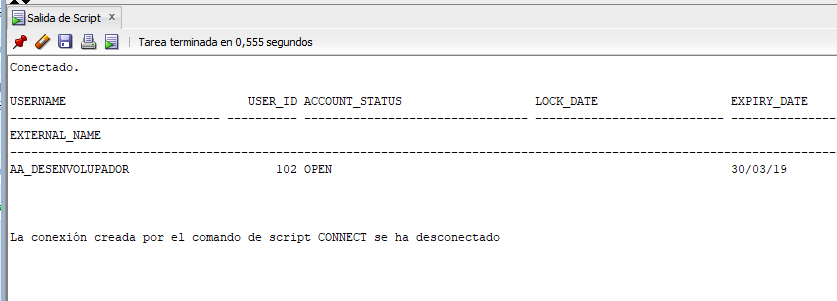 Salida de Script
Tarea terminada en 0,555 segundos
Conectado.
USERNAME USER_ID ACCOUNT_STATUS LOCK_DATE EXPIRY_DATE
------------------------------ ---------- -------------------------------- --------------------------- ---------------
EXTERNAL_NAME
----------------------------------------------------------------------------------------------------------------------
AA_DESENVOLUPADOR 102 OPEN 30/03/19
La conexión creada por el comando de script CONNECT se ha desconectado